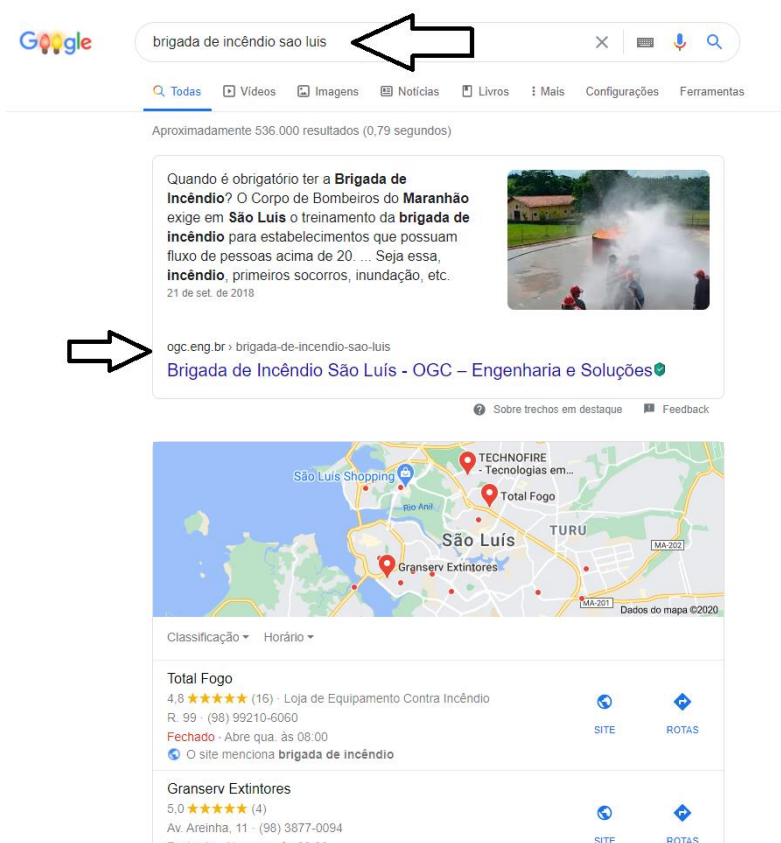 Google
brigada de incêndio sao luis
Todas Vídeos Imagens Notícias Livros Mais Configurações Ferramentas
Aproximadamente 536.000 resultados (0,79 segundos)
Quando é obrigatório ter a Brigada de
Incêndio? O Corpo de Bombeiros do Maranhão
exige em São Luis o treinamento da brigada de
incêndio para estabelecimentos que possuam
fluxo de pessoas acima de 20. ... Seja essa,
incêndio, primeiros socorros, inundação, etc.
21 de set. de 2018
ogc.eng.br › brigada-de-incendio-sao-luis
Brigada de Incêndio São Luís - OGC – Engenharia e Soluções
Sobre trechos em destaque Feedback
TECHNOFIRE
- Tecnologias em...
São Luís Shopping
Total Fogo
Rio Anil
TURU
São Luís
MA-202
Granserv Extintores
MA-201
Dados do mapa ©2020
Classificação Horário
Total Fogo
4,8 ★★★★★ (16) · Loja de Equipamento Contra Incêndio
R. 99 · (98) 99210-6060
SITE ROTAS
Fechado · Abre qua. às 08:00
O site menciona brigada de incêndio
Granserv Extintores
5,0 ★★★★★ (4)
Av. Areinha, 11 · (98) 3877-0094
SITE ROTAS